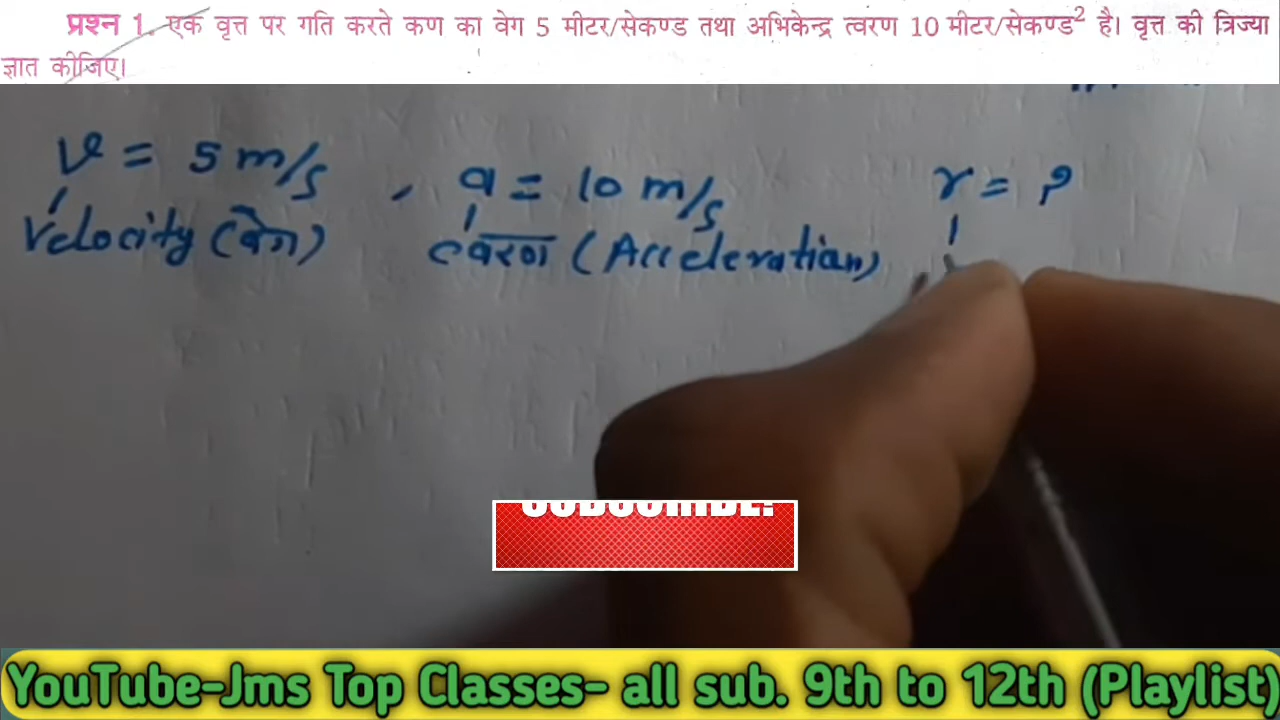 प्रश्न 1. एक वृत्त पर गति करते कण का वेग 5 मीटर/सेकण्ड तथा अभिकेन्द्र त्वरण 10 मीटर/सेकण्ड² है। वृत्त की त्रिज्या
ज्ञात कीजिए।
v = 5 m/s , a = 10 m/s r = ?
Velocity (वेग) त्वरण (Acceleration)
SUBSCRIBE!
YouTube-Jms Top Classes- all sub. 9th to 12th (Playlist)